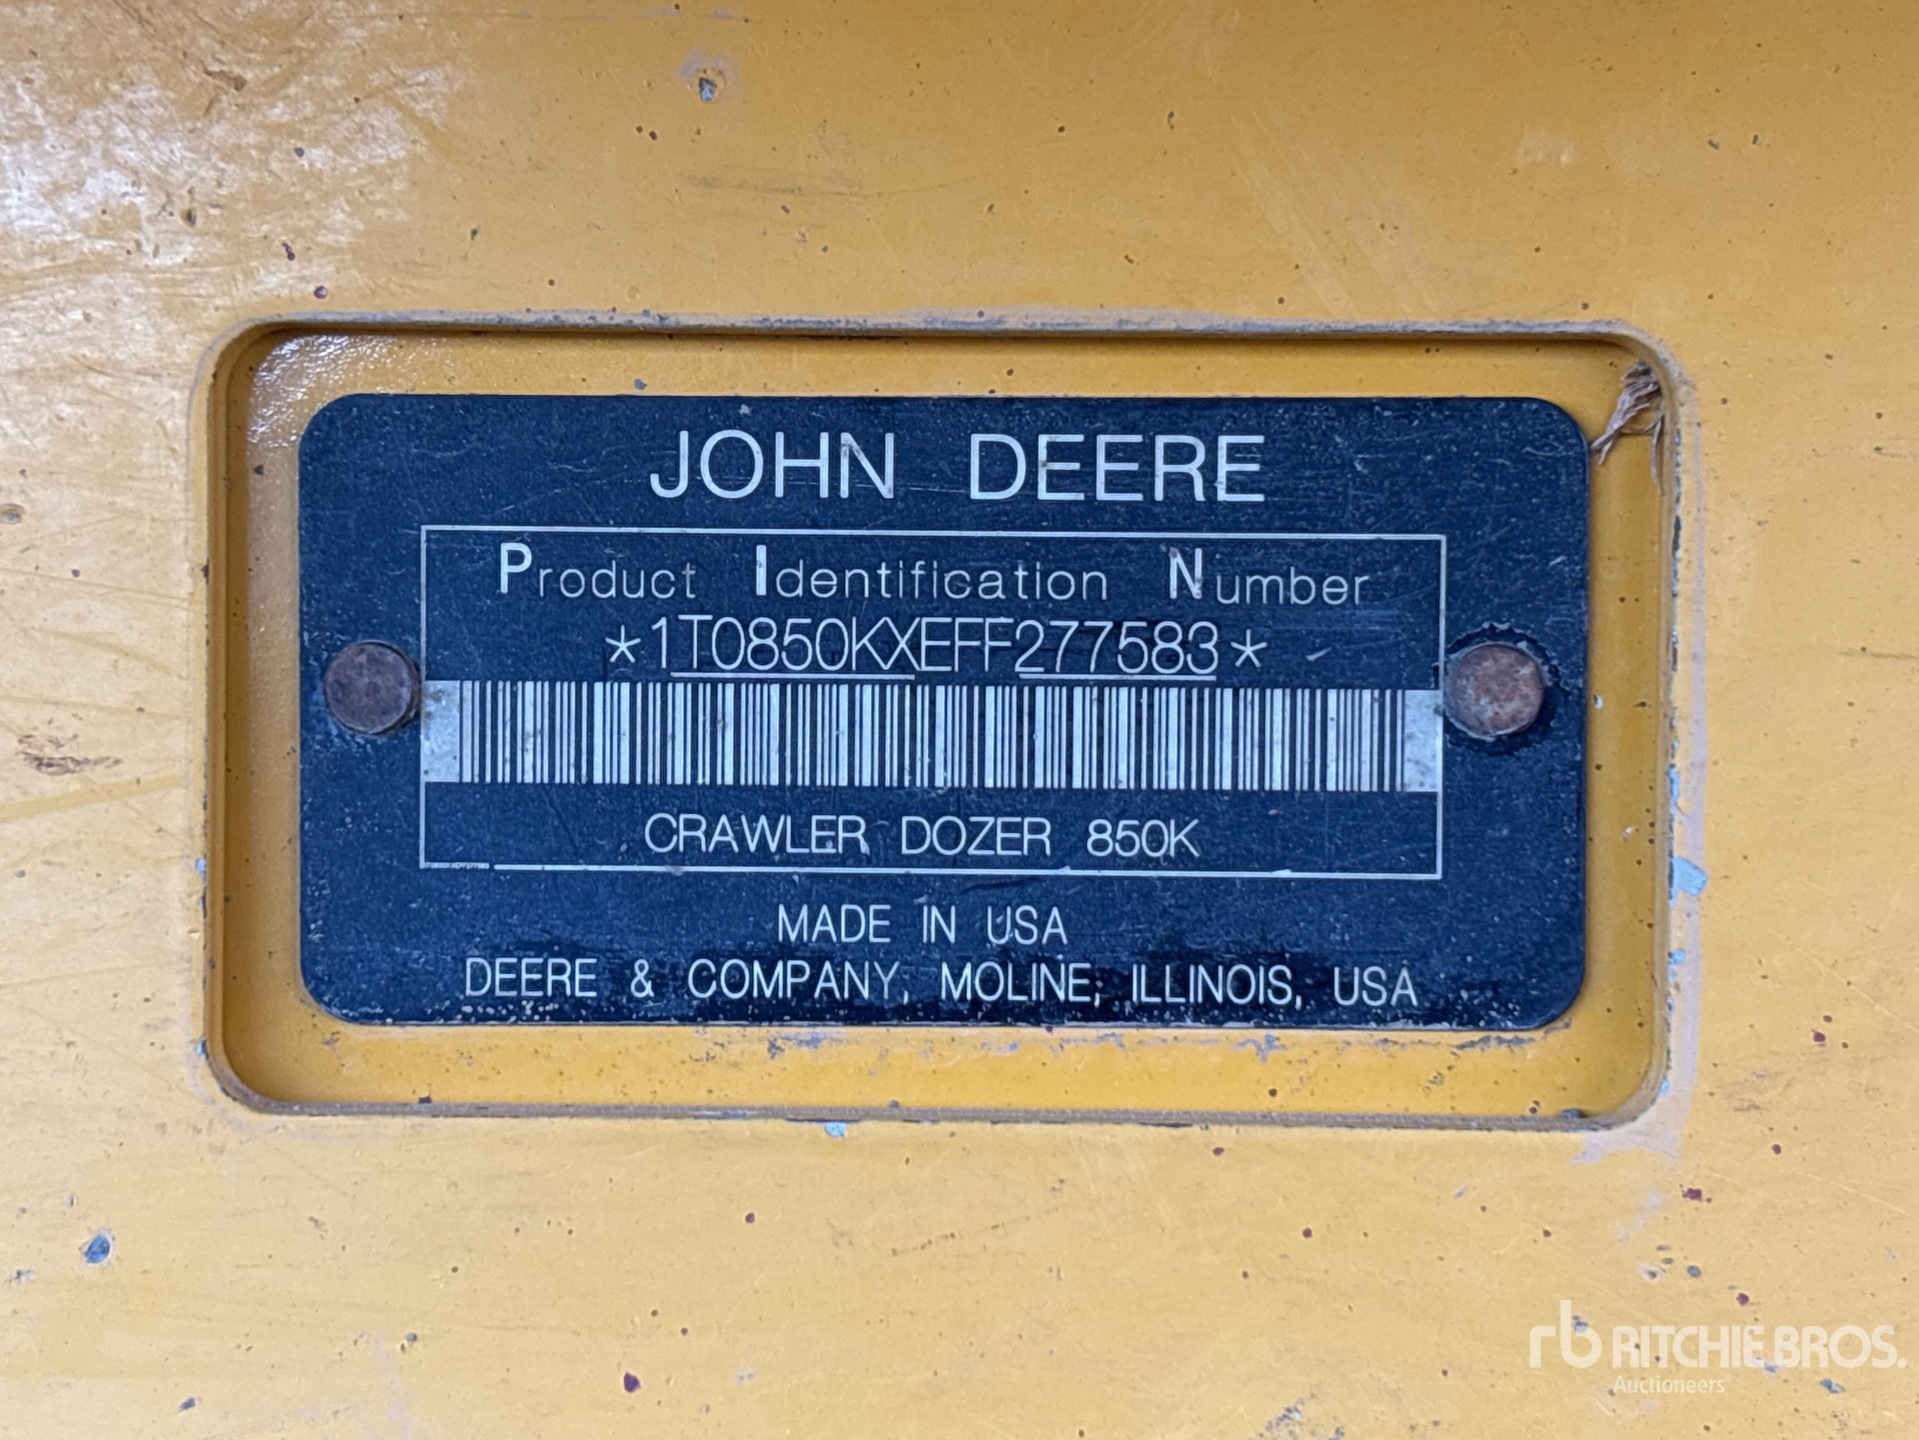 JOHN DEERE
Product Identification Number
*1T0850KXEFF277583*
CRAWLER DOZER 850K
MADE IN USA
DEERE & COMPANY, MOLINE, ILLINOIS, USA
rb RITCHIE BROS.
Auctioneers